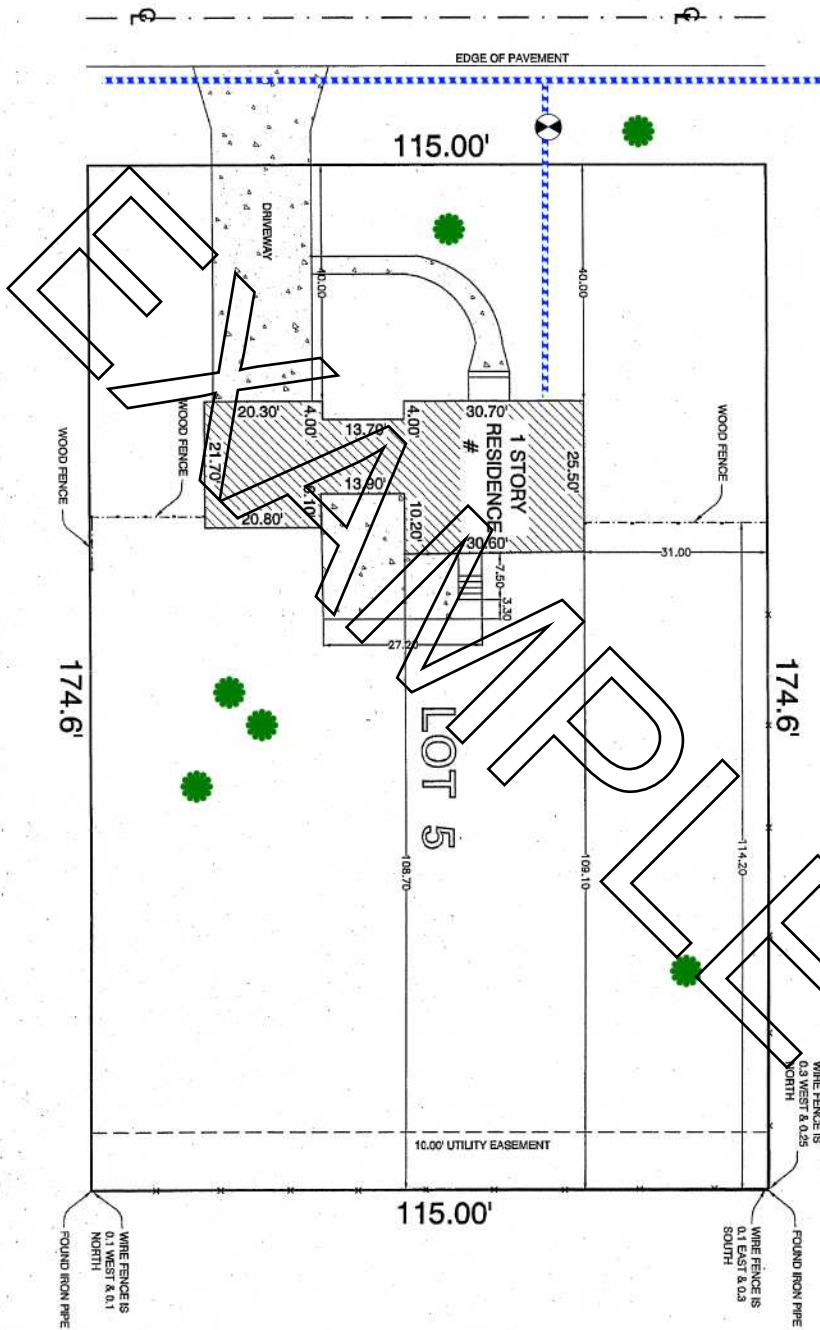 CL
CL
EDGE OF PAVEMENT
115.00'
DRIVEWAY
40.00
40.00
WOOD FENCE
WOOD FENCE
WOOD FENCE
20.30'
4.00'
13.70'
4.00'
30.70'
1 STORY
RESIDENCE
#
25.50'
21.70'
13.90'
10.20'
20.80'
30.60'
31.00
7.50
3.30
27.20
174.6'
174.6'
LOT 5
108.70
109.10
114.20
EXAMPLE
10.00' UTILITY EASEMENT
115.00'
WIRE FENCE IS
0.3 WEST & 0.25
NORTH
FOUND IRON PIPE
WIRE FENCE IS
0.1 WEST & 0.1
NORTH
WIRE FENCE IS
0.1 EAST & 0.3
SOUTH
FOUND IRON PIPE